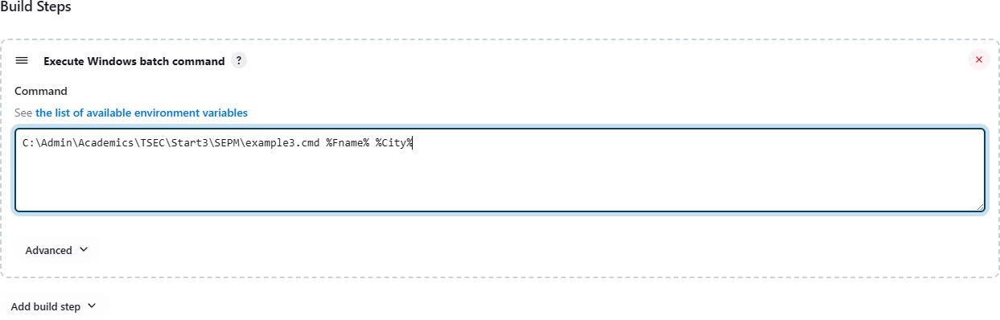 Build Steps
Execute Windows batch command ?
Command
See the list of available environment variables
C:\Admin\Academics\TSEC\Start3\SEPM\example3.cmd %Fname% %City%
Advanced
Add build step